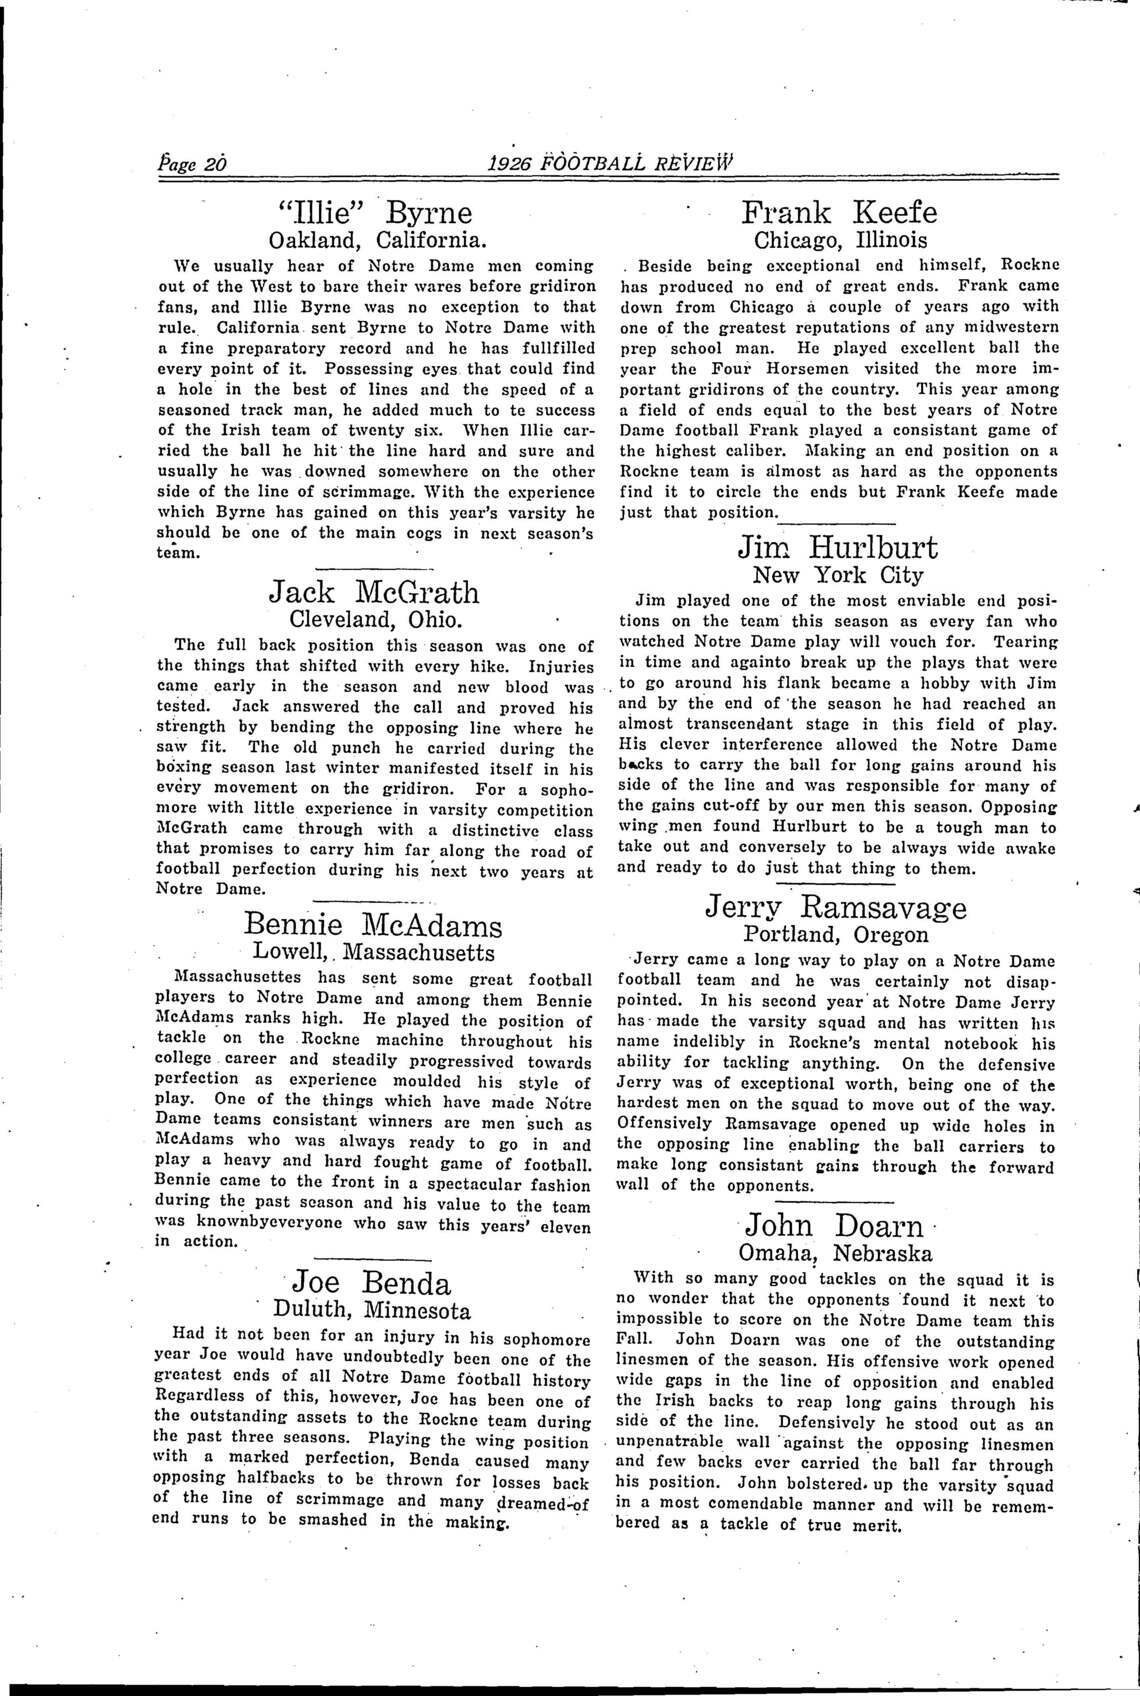 Page 20 1926 FOOTBALL REVIEW
"Illie" Byrne
Oakland, California.
We usually hear of Notre Dame men coming
out of the West to bare their wares before gridiron
fans, and Illie Byrne was no exception to that
rule. California sent Byrne to Notre Dame with
a fine preparatory record and he has fullfilled
every point of it. Possessing eyes that could find
a hole in the best of lines and the speed of a
seasoned track man, he added much to te success
of the Irish team of twenty six. When Illie car-
ried the ball he hit the line hard and sure and
usually he was downed somewhere on the other
side of the line of scrimmage. With the experience
which Byrne has gained on this year's varsity he
should be one of the main cogs in next season's
team.
Jack McGrath
Cleveland, Ohio.
The full back position this season was one of
the things that shifted with every hike. Injuries
came early in the season and new blood was
tested. Jack answered the call and proved his
strength by bending the opposing line where he
saw fit. The old punch he carried during the
boxing season last winter manifested itself in his
every movement on the gridiron. For a sopho-
more with little experience in varsity competition
McGrath came through with a distinctive class
that promises to carry him far along the road of
football perfection during his next two years at
Notre Dame.
Bennie McAdams
Lowell, Massachusetts
Massachusettes has sent some great football
players to Notre Dame and among them Bennie
McAdams ranks high. He played the position of
tackle on the Rockne machine throughout his
college career and steadily progressived towards
perfection as experience moulded his style of
play. One of the things which have made Notre
Dame teams consistant winners are men such as
McAdams who was always ready to go in and
play a heavy and hard fought game of football.
Bennie came to the front in a spectacular fashion
during the past season and his value to the team
was knownbyeveryone who saw this years' eleven
in action.
Joe Benda
Duluth, Minnesota
Had it not been for an injury in his sophomore
year Joe would have undoubtedly been one of the
greatest ends of all Notre Dame football history
Regardless of this, however, Joe has been one of
the outstanding assets to the Rockne team during
the past three seasons. Playing the wing position
with a marked perfection, Benda caused many
opposing halfbacks to be thrown for losses back
of the line of scrimmage and many dreamed-of
end runs to be smashed in the making.
Frank Keefe
Chicago, Illinois
Beside being exceptional end himself, Rockne
has produced no end of great ends. Frank came
down from Chicago a couple of years ago with
one of the greatest reputations of any midwestern
prep school man. He played excellent ball the
year the Four Horsemen visited the more im-
portant gridirons of the country. This year among
a field of ends equal to the best years of Notre
Dame football Frank played a consistant game of
the highest caliber. Making an end position on a
Rockne team is almost as hard as the opponents
find it to circle the ends but Frank Keefe made
just that position.
Jim Hurlburt
New York City
Jim played one of the most enviable end posi-
tions on the team this season as every fan who
watched Notre Dame play will vouch for. Tearing
in time and againto break up the plays that were
to go around his flank became a hobby with Jim
and by the end of the season he had reached an
almost transcendant stage in this field of play.
His clever interference allowed the Notre Dame
backs to carry the ball for long gains around his
side of the line and was responsible for many of
the gains cut-off by our men this season. Opposing
wing men found Hurlburt to be a tough man to
take out and conversely to be always wide awake
and ready to do just that thing to them.
Jerry Ramsavage
Portland, Oregon
Jerry came a long way to play on a Notre Dame
football team and he was certainly not disap-
pointed. In his second year at Notre Dame Jerry
has made the varsity squad and has written his
name indelibly in Rockne's mental notebook his
ability for tackling anything. On the defensive
Jerry was of exceptional worth, being one of the
hardest men on the squad to move out of the way.
Offensively Ramsavage opened up wide holes in
the opposing line enabling the ball carriers to
make long consistant gains through the forward
wall of the opponents.
John Doarn
Omaha, Nebraska
With so many good tackles on the squad it is
no wonder that the opponents found it next to
impossible to score on the Notre Dame team this
Fall. John Doarn was one of the outstanding
linesmen of the season. His offensive work opened
wide gaps in the line of opposition and enabled
the Irish backs to reap long gains through his
side of the line. Defensively he stood out as an
unpenatrable wall against the opposing linesmen
and few backs ever carried the ball far through
his position. John bolstered up the varsity squad
in a most comendable manner and will be remem-
bered as a tackle of true merit.